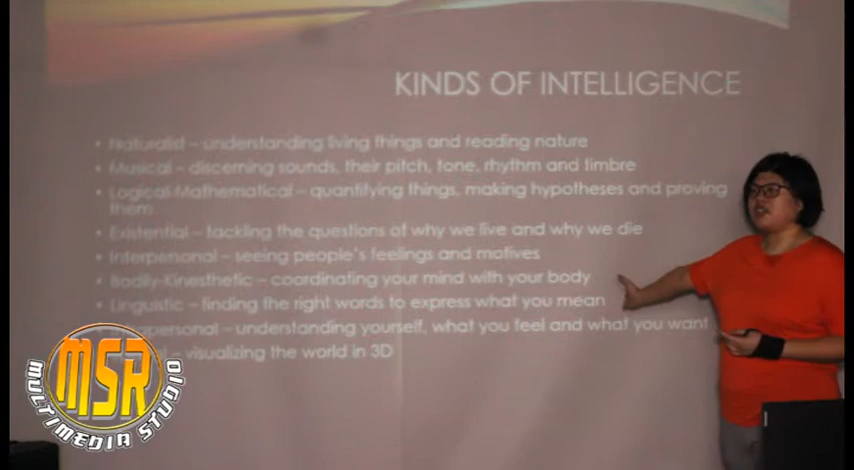 KINDS OF INTELLIGENCE
• Naturalist – understanding living things and reading nature
• Musical – discerning sounds, their pitch, tone, rhythm and timbre
• Logical-Mathematical – quantifying things, making hypotheses and proving
them.
• Existential – tackling the questions of why we live and why we die
• Interpersonal – seeing people's feelings and motives
• Bodily-Kinesthetic – coordinating your mind with your body
• Linguistic – finding the right words to express what you mean
personal – understanding yourself, what you feel and what you want
– visualizing the world in 3D
MSR
MULTIMEDIA STUDIO